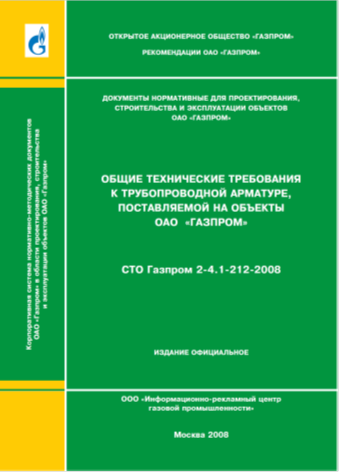 ОТКРЫТОЕ АКЦИОНЕРНОЕ ОБЩЕСТВО «ГАЗПРОМ»
РЕКОМЕНДАЦИИ ОАО «ГАЗПРОМ»
ДОКУМЕНТЫ НОРМАТИВНЫЕ ДЛЯ ПРОЕКТИРОВАНИЯ,
СТРОИТЕЛЬСТВА И ЭКСПЛУАТАЦИИ ОБЪЕКТОВ
ОАО «ГАЗПРОМ»
ОБЩИЕ ТЕХНИЧЕСКИЕ ТРЕБОВАНИЯ
К ТРУБОПРОВОДНОЙ АРМАТУРЕ,
ПОСТАВЛЯЕМОЙ НА ОБЪЕКТЫ
ОАО «ГАЗПРОМ»
СТО Газпром 2-4.1-212-2008
ИЗДАНИЕ ОФИЦИАЛЬНОЕ
ООО «Информационно-рекламный центр
газовой промышленности»
Москва 2008
Корпоративная система нормативно-методических документов
ОАО «Газпром» в области проектирования, строительства
и эксплуатации объектов ОАО «Газпром»